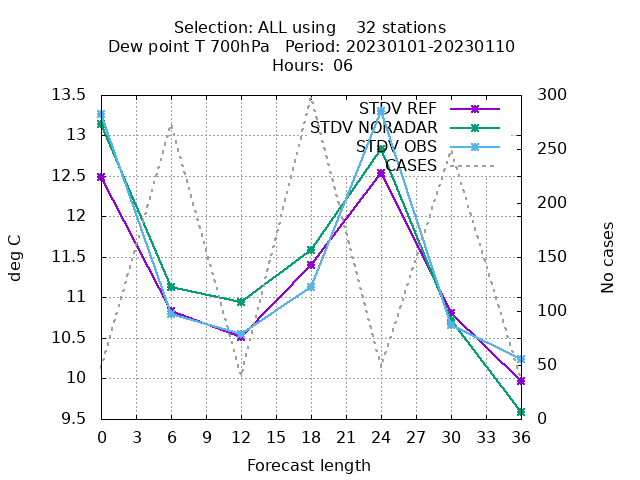 Selection: ALL using    32 stations
Dew point T 700hPa   Period: 20230101-20230110
Hours:  06
STDV REF
STDV NORADAR
STDV OBS
CASES
13.5
13
12.5
12
11.5
11
10.5
10
9.5
300
250
200
150
100
50
0
deg C
No cases
0 3 6 9 12 15 18 21 24 27 30 33 36
Forecast length